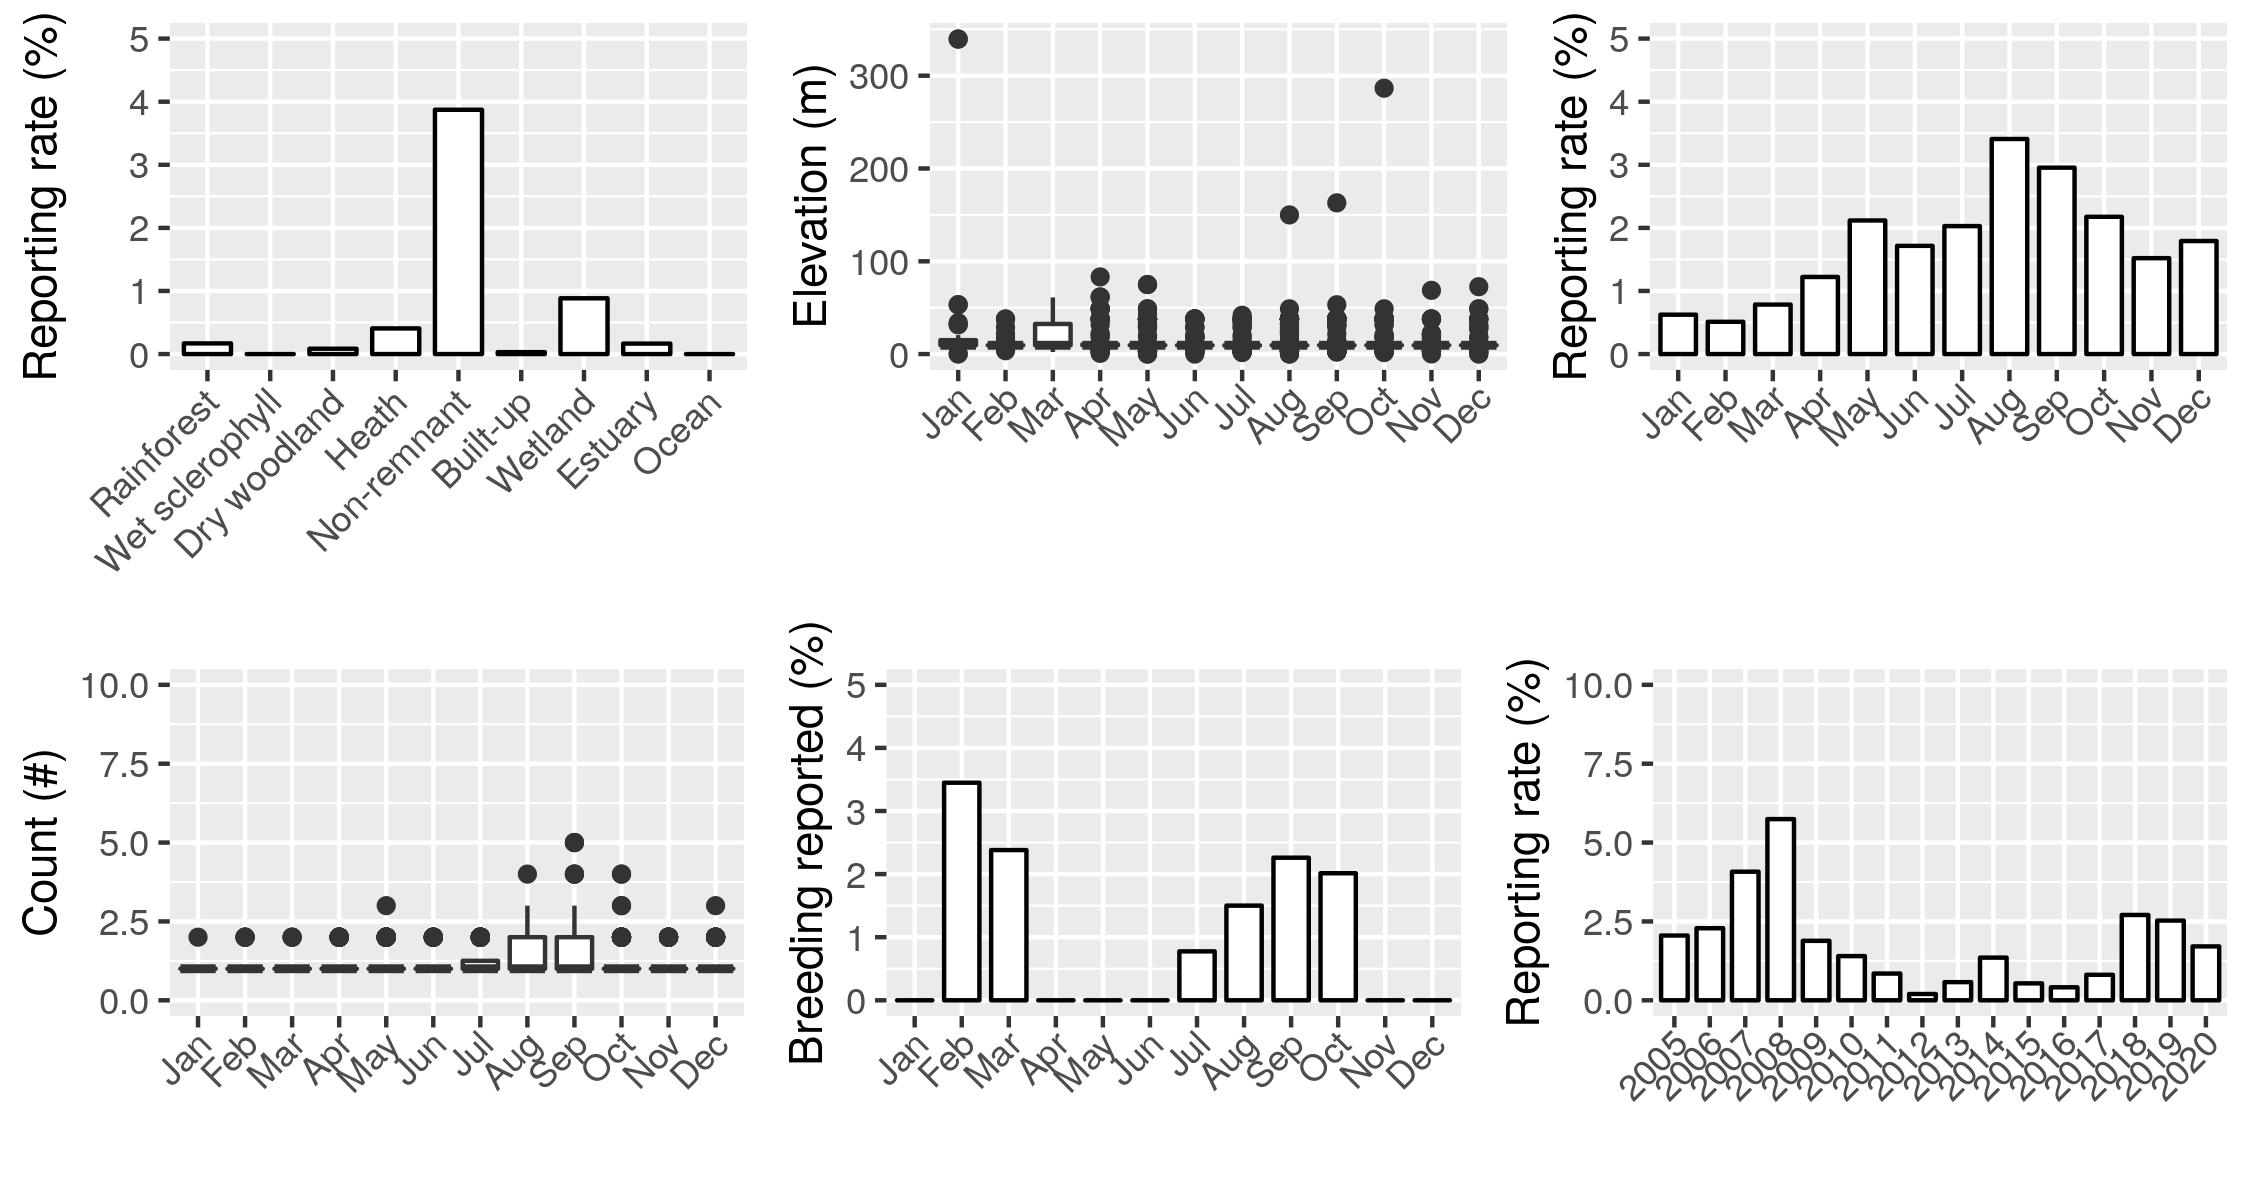 Reporting rate (%)
5
4
3
2
1
0
Rainforest
Wet sclerophyll
Dry woodland
Heath
Non-remnant
Built-up
Wetland
Estuary
Ocean
Elevation (m)
300
200
100
0
Jan
Feb
Mar
Apr
May
Jun
Jul
Aug
Sep
Oct
Nov
Dec
Reporting rate (%)
5
4
3
2
1
0
Jan
Feb
Mar
Apr
May
Jun
Jul
Aug
Sep
Oct
Nov
Dec
Count (#)
10.0
7.5
5.0
2.5
0.0
Jan
Feb
Mar
Apr
May
Jun
Jul
Aug
Sep
Oct
Nov
Dec
Breeding reported (%)
5
4
3
2
1
0
Jan
Feb
Mar
Apr
May
Jun
Jul
Aug
Sep
Oct
Nov
Dec
Reporting rate (%)
10.0
7.5
5.0
2.5
0.0
2005
2006
2007
2008
2009
2010
2011
2012
2013
2014
2015
2016
2017
2018
2019
2020